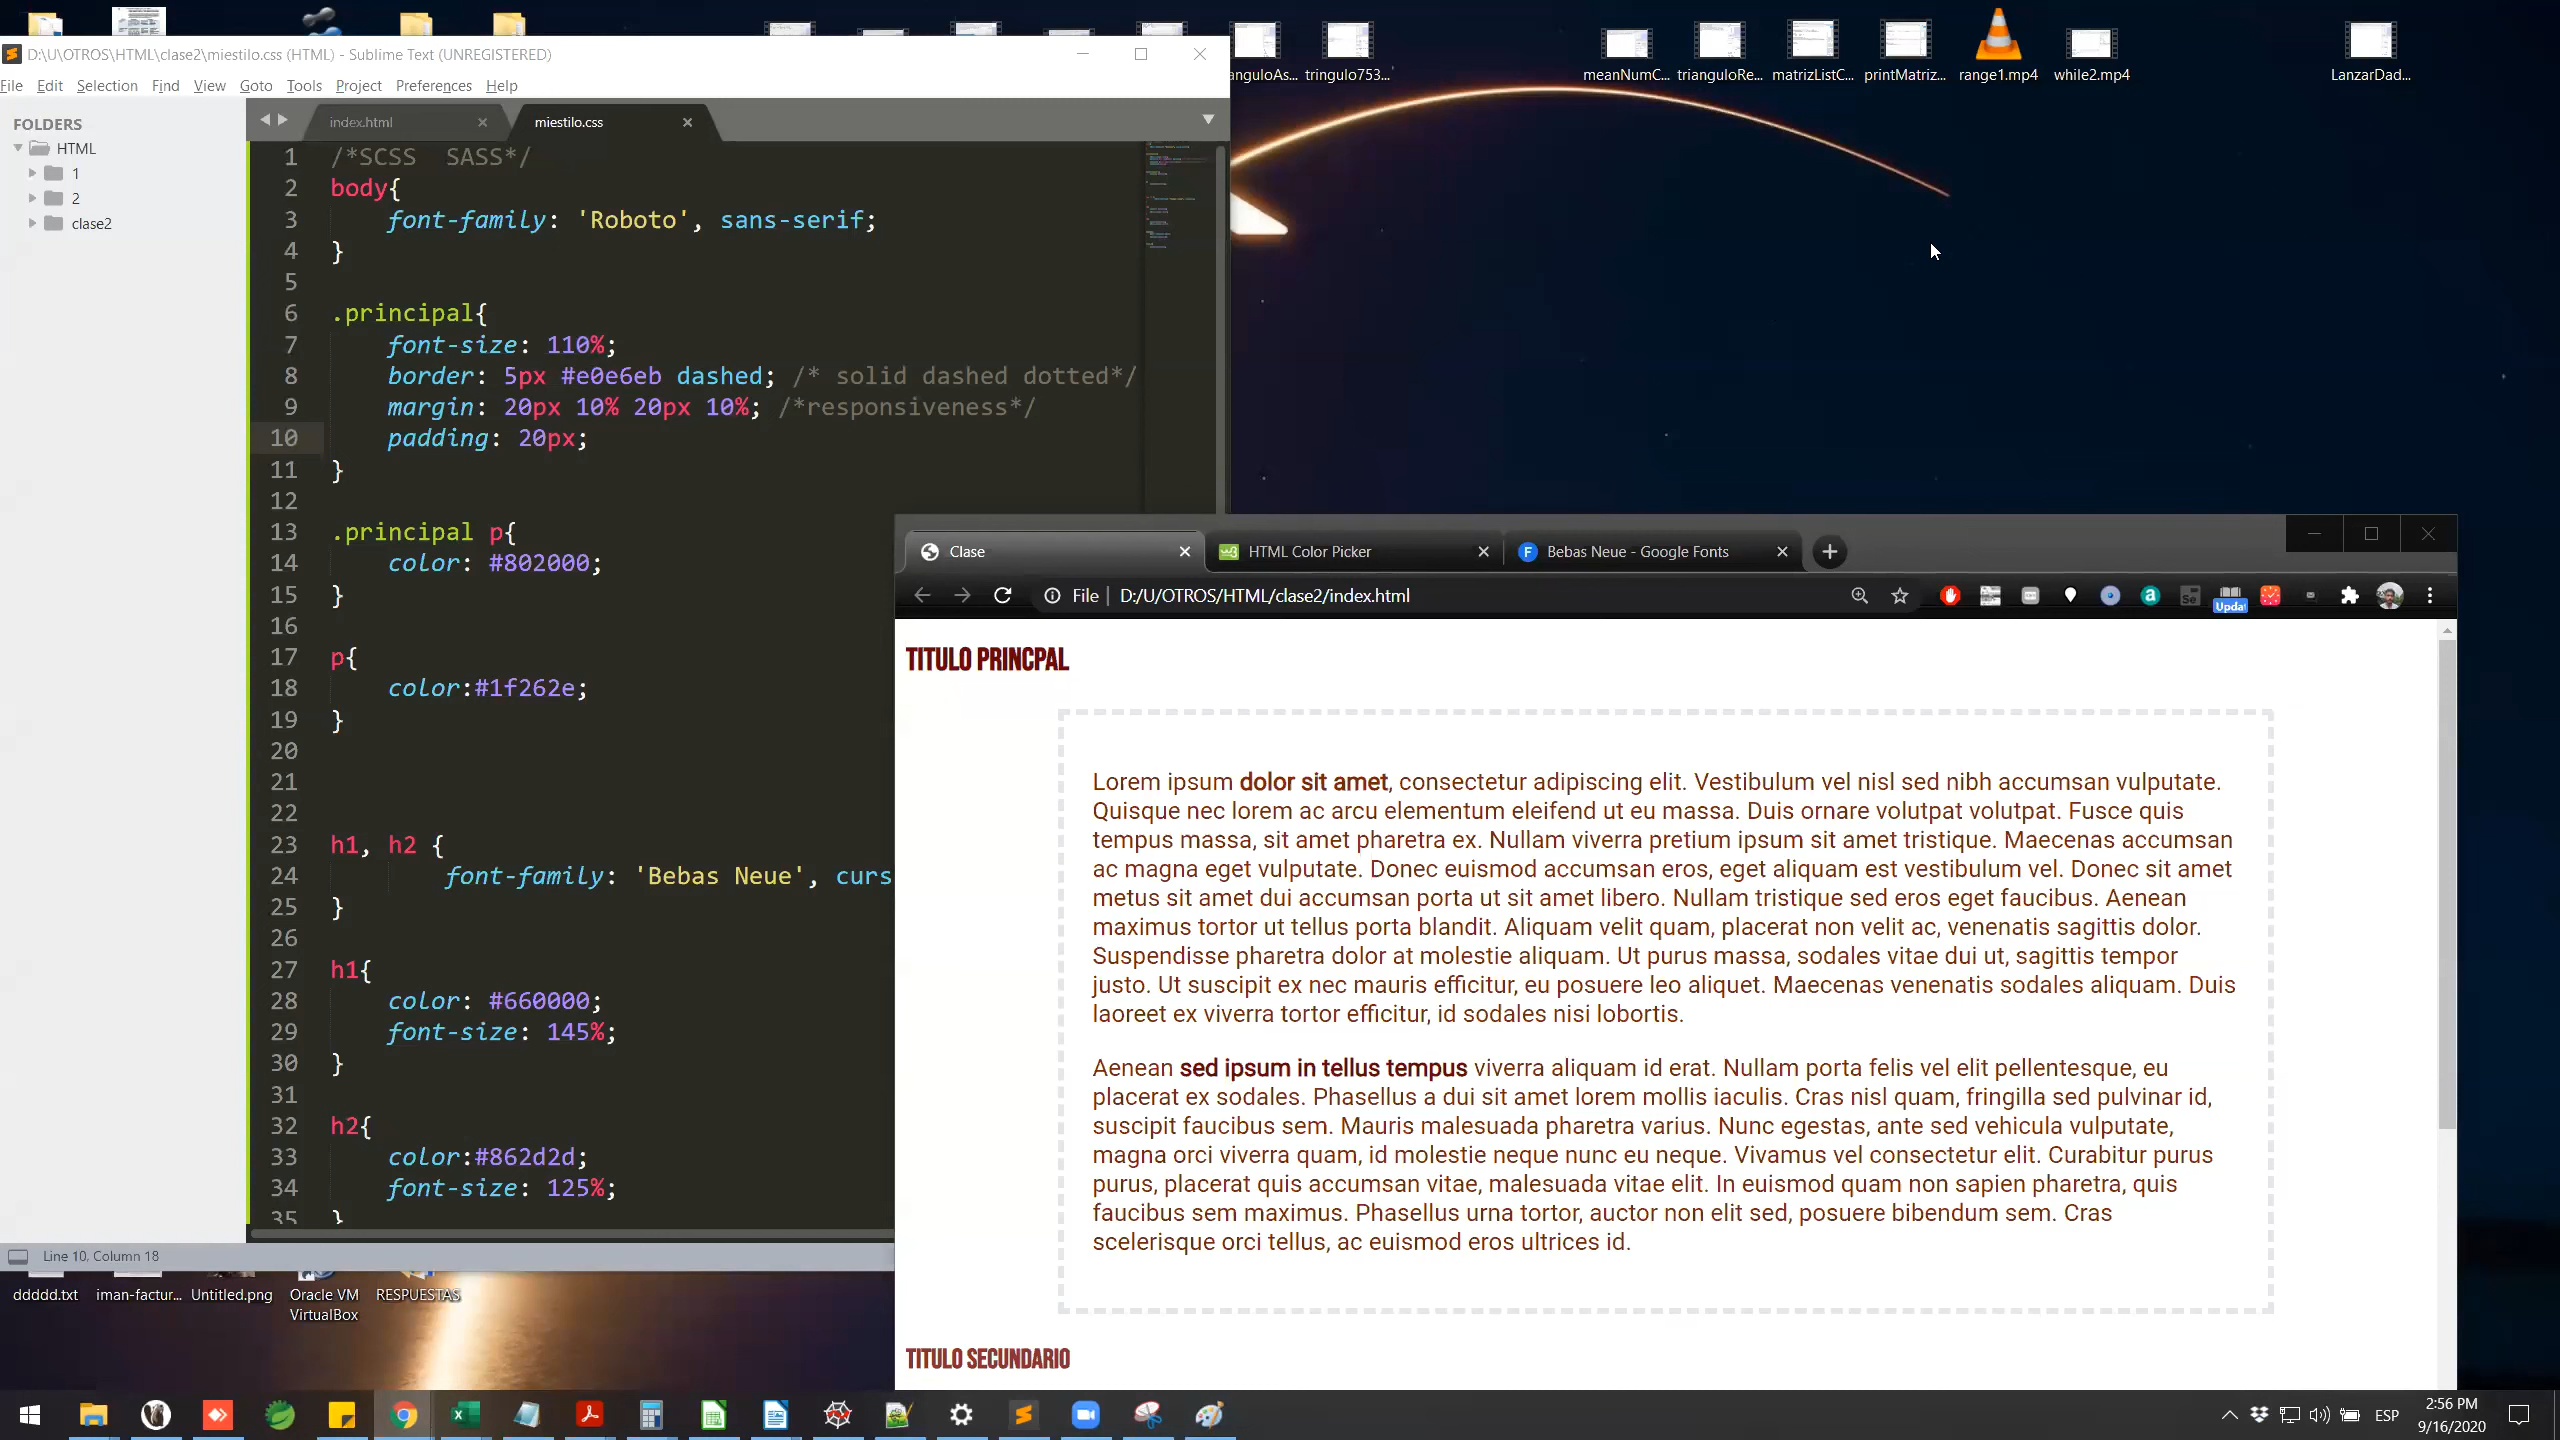 anguloAs...
tringulo753...
meanNumC...
trianguloRe...
matrizListC...
printMatriz...
range1.mp4
while2.mp4
LanzarDad...
D:\U\OTROS\HTML\clase2\miestilo.css (HTML) - Sublime Text (UNREGISTERED)
File Edit Selection Find View Goto Tools Project Preferences Help
FOLDERS
HTML
1
2
clase2
index.html
miestilo.css
1 /*SCSS  SASS*/
2 body{
3     font-family: 'Roboto', sans-serif;
4 }
5
6 .principal{
7     font-size: 110%;
8     border: 5px #e0e6eb dashed; /* solid dashed dotted*/
9     margin: 20px 10% 20px 10%; /*responsiveness*/
10     padding: 20px;
11 }
12
13 .principal p{
14     color: #802000;
15 }
16
17 p{
18     color:#1f262e;
19 }
20
21
22
23 h1, h2 {
24         font-family: 'Bebas Neue', curs
25 }
26
27 h1{
28     color: #660000;
29     font-size: 145%;
30 }
31
32 h2{
33     color:#862d2d;
34     font-size: 125%;
35 }
Line 10, Column 18
Clase
HTML Color Picker
Bebas Neue - Google Fonts
File | D:/U/OTROS/HTML/clase2/index.html
Se
Updat
TITULO PRINCPAL
Lorem ipsum dolor sit amet, consectetur adipiscing elit. Vestibulum vel nisl sed nibh accumsan vulputate.
Quisque nec lorem ac arcu elementum eleifend ut eu massa. Duis ornare volutpat volutpat. Fusce quis
tempus massa, sit amet pharetra ex. Nullam viverra pretium ipsum sit amet tristique. Maecenas accumsan
ac magna eget vulputate. Donec euismod accumsan eros, eget aliquam est vestibulum vel. Donec sit amet
metus sit amet dui accumsan porta ut sit amet libero. Nullam tristique sed eros eget faucibus. Aenean
maximus tortor ut tellus porta blandit. Aliquam velit quam, placerat non velit ac, venenatis sagittis dolor.
Suspendisse pharetra dolor at molestie aliquam. Ut purus massa, sodales vitae dui ut, sagittis tempor
justo. Ut suscipit ex nec mauris efficitur, eu posuere leo aliquet. Maecenas venenatis sodales aliquam. Duis
laoreet ex viverra tortor efficitur, id sodales nisi lobortis.
Aenean sed ipsum in tellus tempus viverra aliquam id erat. Nullam porta felis vel elit pellentesque, eu
placerat ex sodales. Phasellus a dui sit amet lorem mollis iaculis. Cras nisl quam, fringilla sed pulvinar id,
suscipit faucibus sem. Mauris malesuada pharetra varius. Nunc egestas, ante sed vehicula vulputate,
magna orci viverra quam, id molestie neque nunc eu neque. Vivamus vel consectetur elit. Curabitur purus
purus, placerat quis accumsan vitae, malesuada vitae elit. In euismod quam non sapien pharetra, quis
faucibus sem maximus. Phasellus urna tortor, auctor non elit sed, posuere bibendum sem. Cras
scelerisque orci tellus, ac euismod eros ultrices id.
TITULO SECUNDARIO
ddddd.txt
iman-factur...
Untitled.png
Oracle VM
VirtualBox
RESPUESTAS
ESP
2:56 PM
9/16/2020